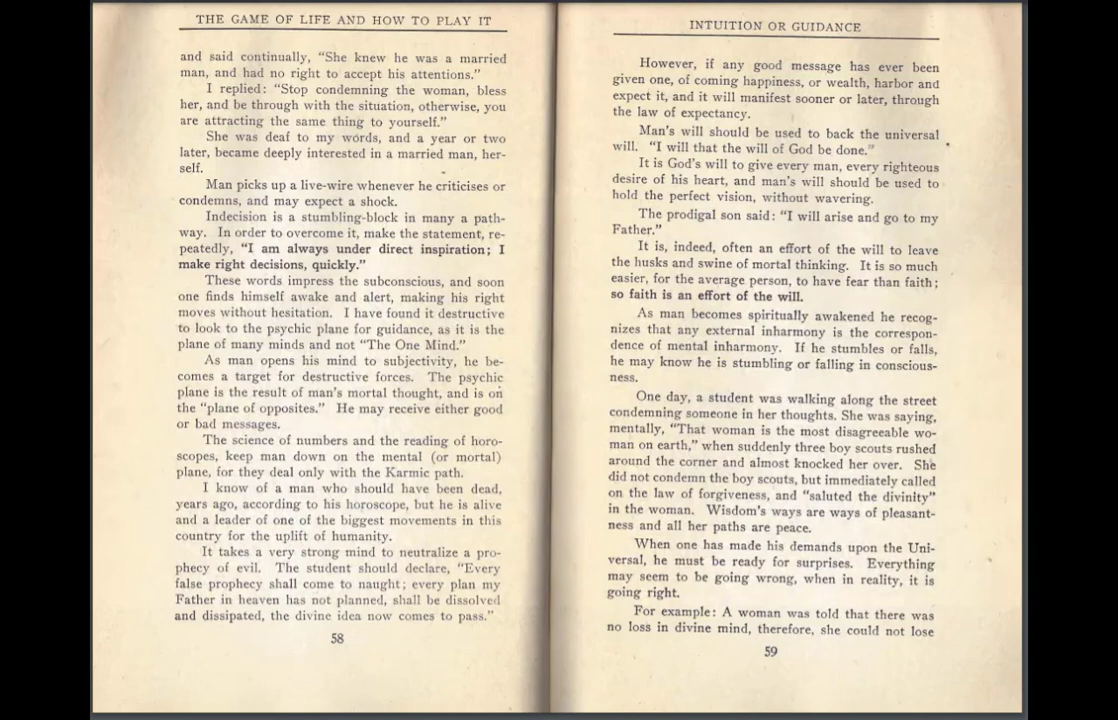 THE GAME OF LIFE AND HOW TO PLAY IT
and said continually, “She knew he was a married
man, and had no right to accept his attentions.”
I replied: “Stop condemning the woman, bless
her, and be through with the situation, otherwise, you
are attracting the same thing to yourself.”
She was deaf to my words, and a year or two
later, became deeply interested in a married man, her-
self.
Man picks up a live-wire whenever he criticises or
condemns, and may expect a shock.
Indecision is a stumbling-block in many a path-
way. In order to overcome it, make the statement, re-
peatedly, “I am always under direct inspiration; I
make right decisions, quickly.”
These words impress the subconscious, and soon
one finds himself awake and alert, making his right
moves without hesitation. I have found it destructive
to look to the psychic plane for guidance, as it is the
plane of many minds and not “The One Mind.”
As man opens his mind to subjectivity, he be-
comes a target for destructive forces. The psychic
plane is the result of man’s mortal thought, and is on
the “plane of opposites.” He may receive either good
or bad messages.
The science of numbers and the reading of horo-
scopes, keep man down on the mental (or mortal)
plane, for they deal only with the Karmic path.
I know of a man who should have been dead,
years ago, according to his horoscope, but he is alive
and a leader of one of the biggest movements in this
country for the uplift of humanity.
It takes a very strong mind to neutralize a pro-
phecy of evil. The student should declare, “Every
false prophecy shall come to naught; every plan my
Father in heaven has not planned, shall be dissolved
and dissipated, the divine idea now comes to pass.”
58
INTUITION OR GUIDANCE
However, if any good message has ever been
given one, of coming happiness, or wealth, harbor and
expect it, and it will manifest sooner or later, through
the law of expectancy.
Man’s will should be used to back the universal
will. “I will that the will of God be done.”
It is God’s will to give every man, every righteous
desire of his heart, and man’s will should be used to
hold the perfect vision, without wavering.
The prodigal son said: “I will arise and go to my
Father.”
It is, indeed, often an effort of the will to leave
the husks and swine of mortal thinking. It is so much
easier, for the average person, to have fear than faith;
so faith is an effort of the will.
As man becomes spiritually awakened he recog-
nizes that any external inharmony is the correspon-
dence of mental inharmony. If he stumbles or falls,
he may know he is stumbling or falling in conscious-
ness.
One day, a student was walking along the street
condemning someone in her thoughts. She was saying,
mentally, “That woman is the most disagreeable wo-
man on earth,” when suddenly three boy scouts rushed
around the corner and almost knocked her over. She
did not condemn the boy scouts, but immediately called
on the law of forgiveness, and “saluted the divinity”
in the woman. Wisdom’s ways are ways of pleasant-
ness and all her paths are peace.
When one has made his demands upon the Uni-
versal, he must be ready for surprises. Everything
may seem to be going wrong, when in reality, it is
going right.
For example: A woman was told that there was
no loss in divine mind, therefore, she could not lose
59